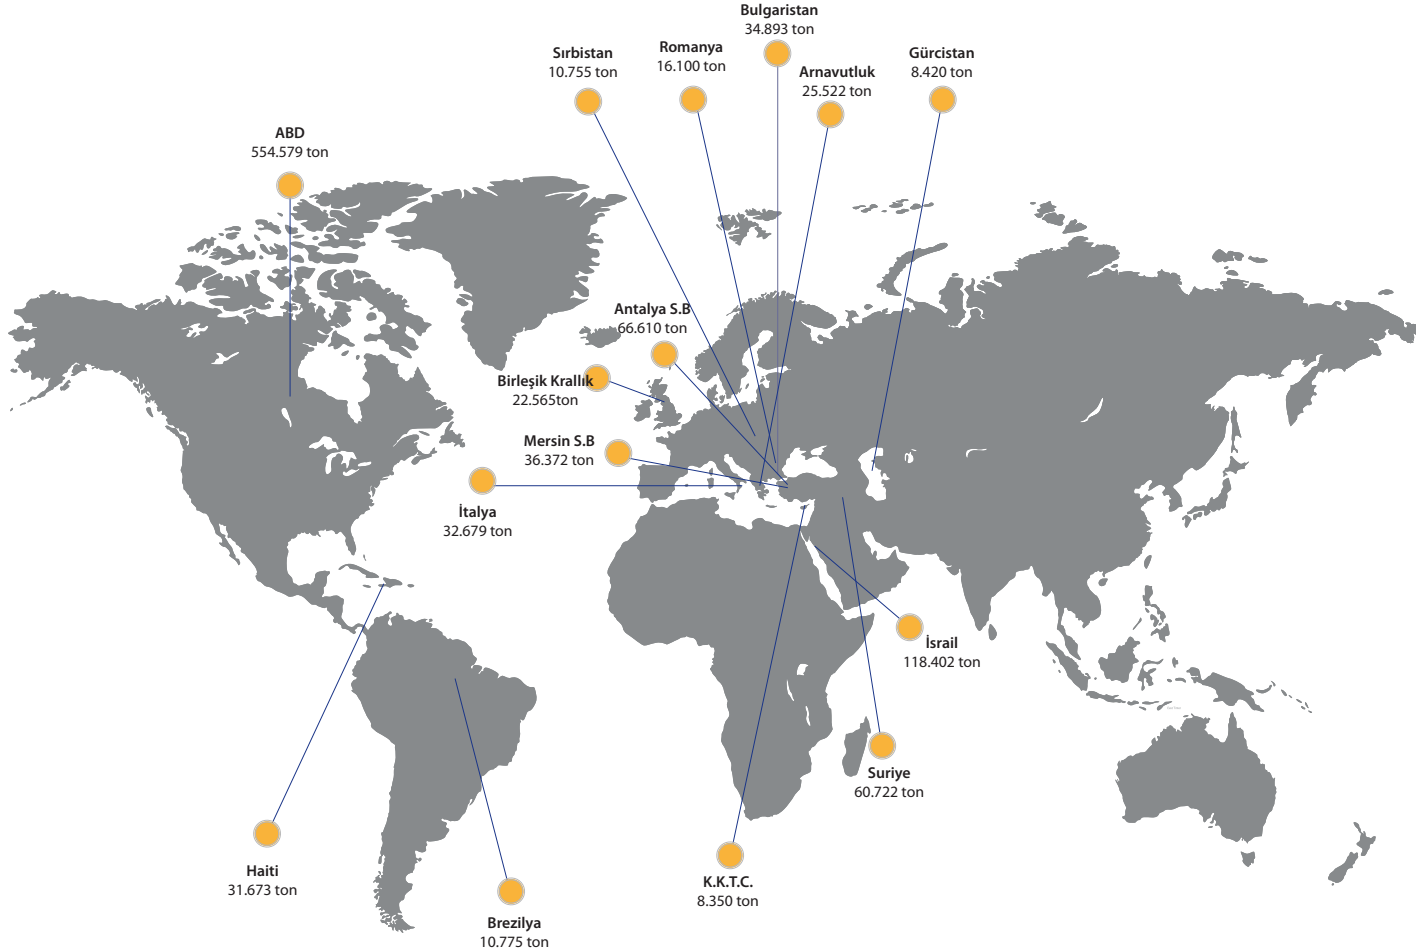 Bulgaristan
34.893 ton
Sırbistan
10.755 ton
Romanya
16.100 ton
Arnavutluk
25.522 ton
Gürcistan
8.420 ton
ABD
554.579 ton
Antalya S.B
66.610 ton
Birleşik Krallık
22.565ton
Mersin S.B
36.372 ton
İtalya
32.679 ton
İsrail
118.402 ton
Suriye
60.722 ton
Haiti
31.673 ton
K.K.T.C.
8.350 ton
Brezilya
10.775 ton